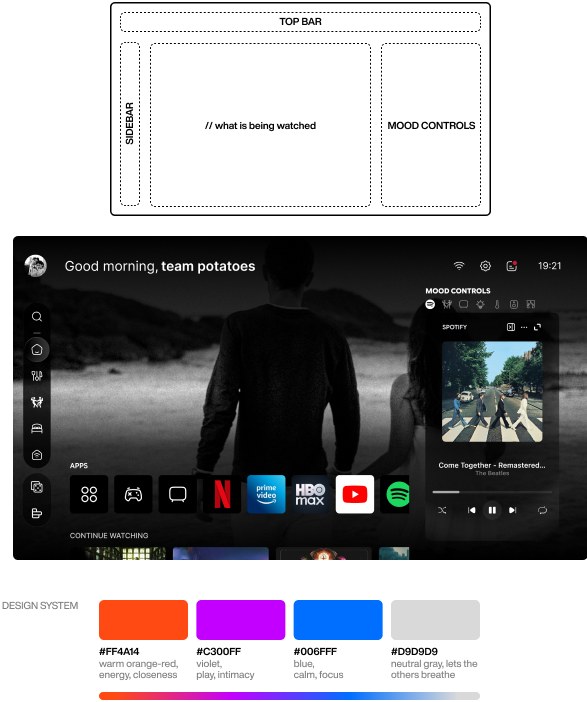 TOP BAR
SIDEBAR
// what is being watched
MOOD CONTROLS
Good morning, team potatoes
19:21
MOOD CONTROLS
SPOTIFY
Come Together - Remastered...
The Beatles
APPS
prime
video
HBO
max
CONTINUE WATCHING
DESIGN SYSTEM
#FF4A14
warm orange-red,
energy, closeness
#C300FF
violet,
play, intimacy
#006FFF
blue,
calm, focus
#D9D9D9
neutral gray, lets the
others breathe